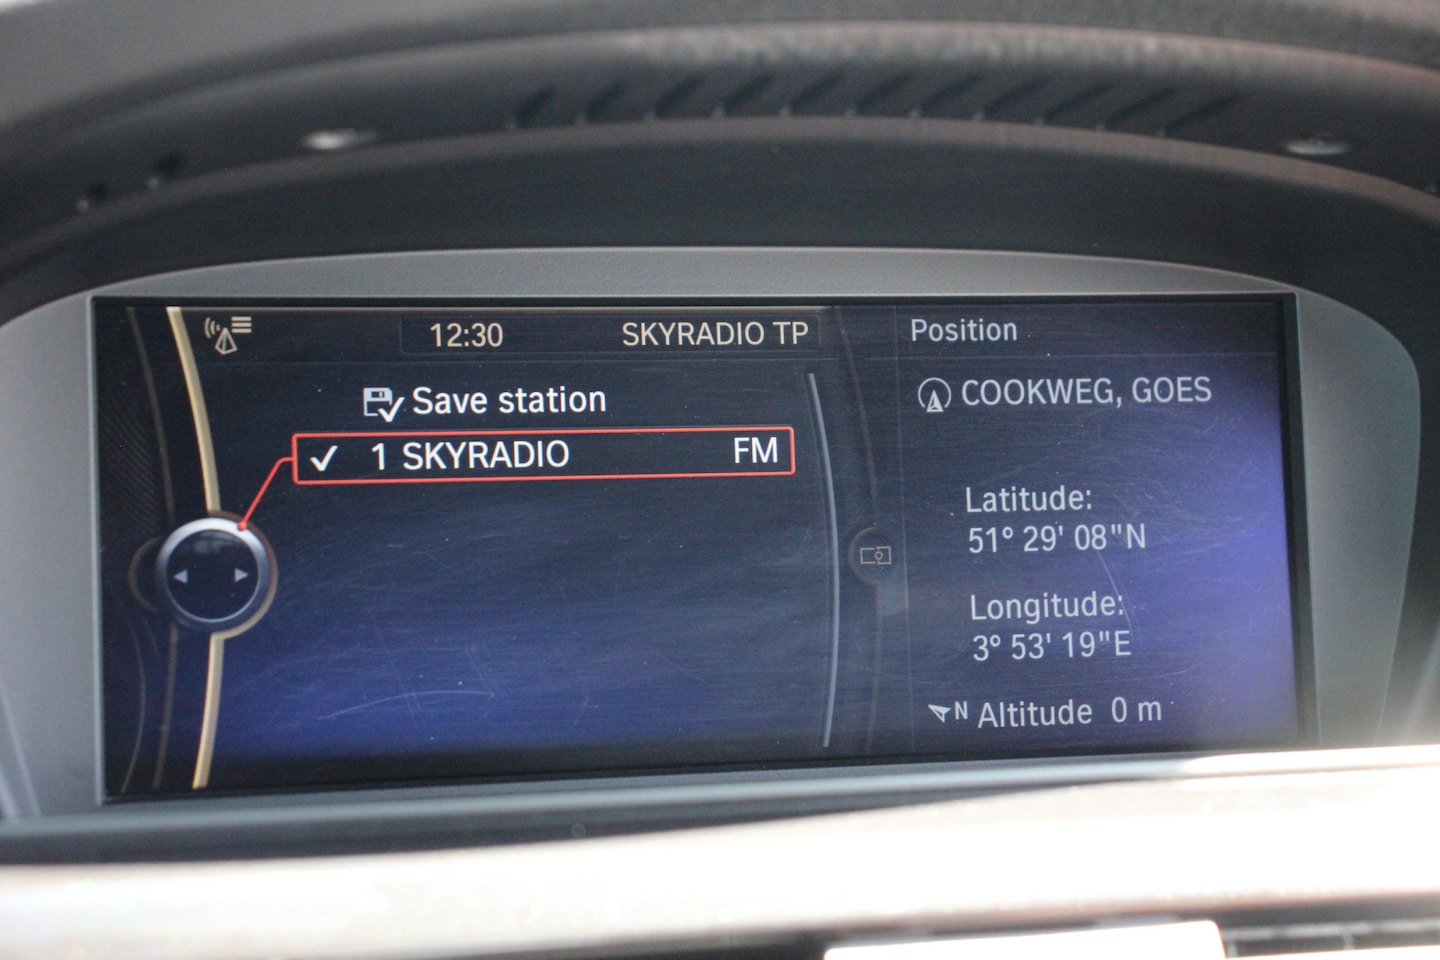 12:30 SKYRADIO TP
Save station
1 SKYRADIO FM
Position
COOKWEG, GOES
Latitude:
51° 29' 08"N
Longitude:
3° 53' 19"E
N Altitude 0 m